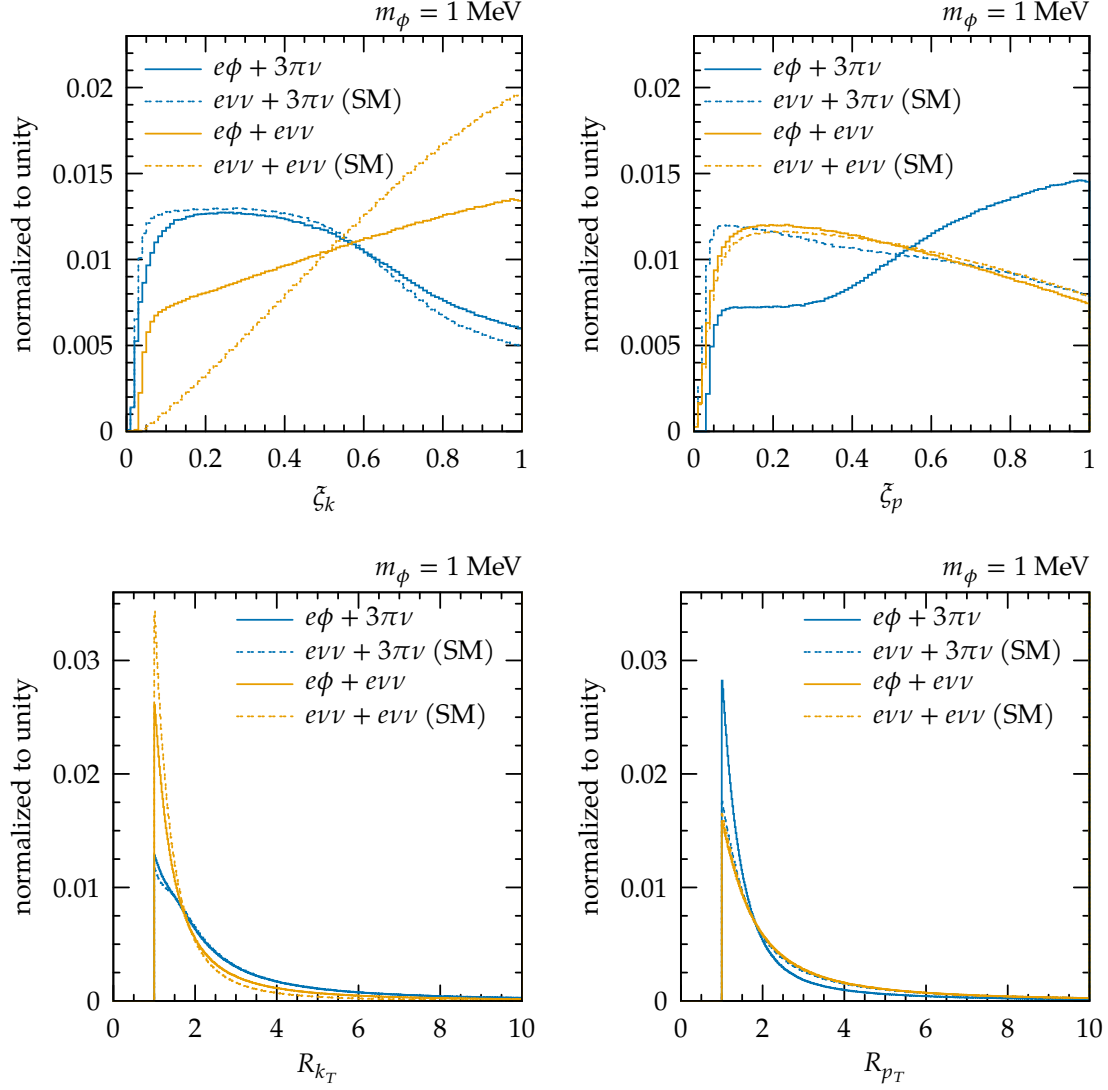 m_ϕ = 1 MeV
eϕ + 3πν
eνν + 3πν (SM)
eϕ + eνν
eνν + eνν (SM)
normalized to unity
0.02
0.015
0.01
0.005
0
0 0.2 0.4 0.6 0.8 1
ξ_k
m_ϕ = 1 MeV
eϕ + 3πν
eνν + 3πν (SM)
eϕ + eνν
eνν + eνν (SM)
normalized to unity
0.02
0.015
0.01
0.005
0
0 0.2 0.4 0.6 0.8 1
ξ_p
m_ϕ = 1 MeV
eϕ + 3πν
eνν + 3πν (SM)
eϕ + eνν
eνν + eνν (SM)
normalized to unity
0.03
0.02
0.01
0
0 2 4 6 8 10
R_{k_T}
m_ϕ = 1 MeV
eϕ + 3πν
eνν + 3πν (SM)
eϕ + eνν
eνν + eνν (SM)
normalized to unity
0.03
0.02
0.01
0
0 2 4 6 8 10
R_{p_T}